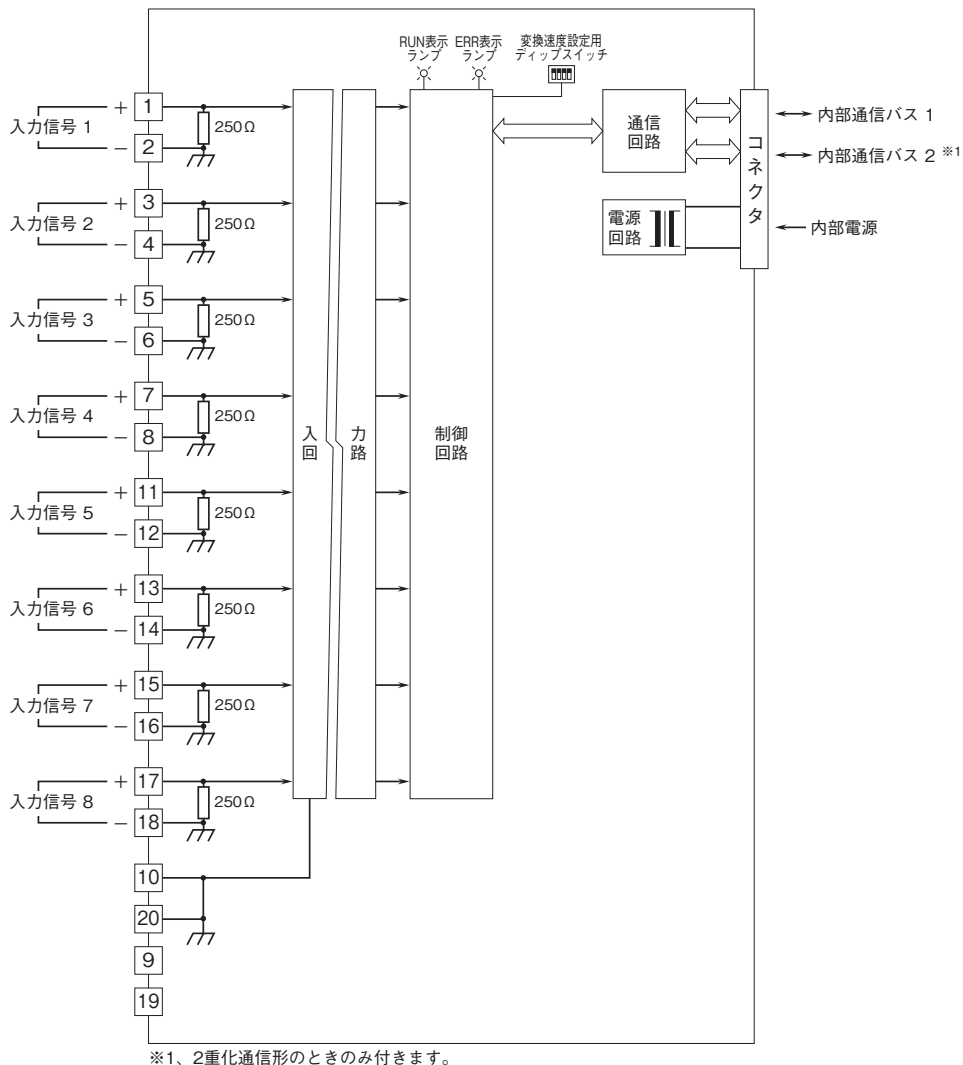 RUN表示
ランプ
ERR表示
ランプ
変換速度設定用
ディップスイッチ
入力信号 1
+ 1
− 2
250Ω
入力信号 2
+ 3
− 4
250Ω
入力信号 3
+ 5
− 6
250Ω
入力信号 4
+ 7
− 8
250Ω
入力信号 5
+ 11
− 12
250Ω
入力信号 6
+ 13
− 14
250Ω
入力信号 7
+ 15
− 16
250Ω
入力信号 8
+ 17
− 18
250Ω
10
20
9
19
入力
回路
制御
回路
通信
回路
電源
回路
コネクタ
内部通信バス 1
内部通信バス 2 ※1
内部電源
※1、2重化通信形のときのみ付きます。